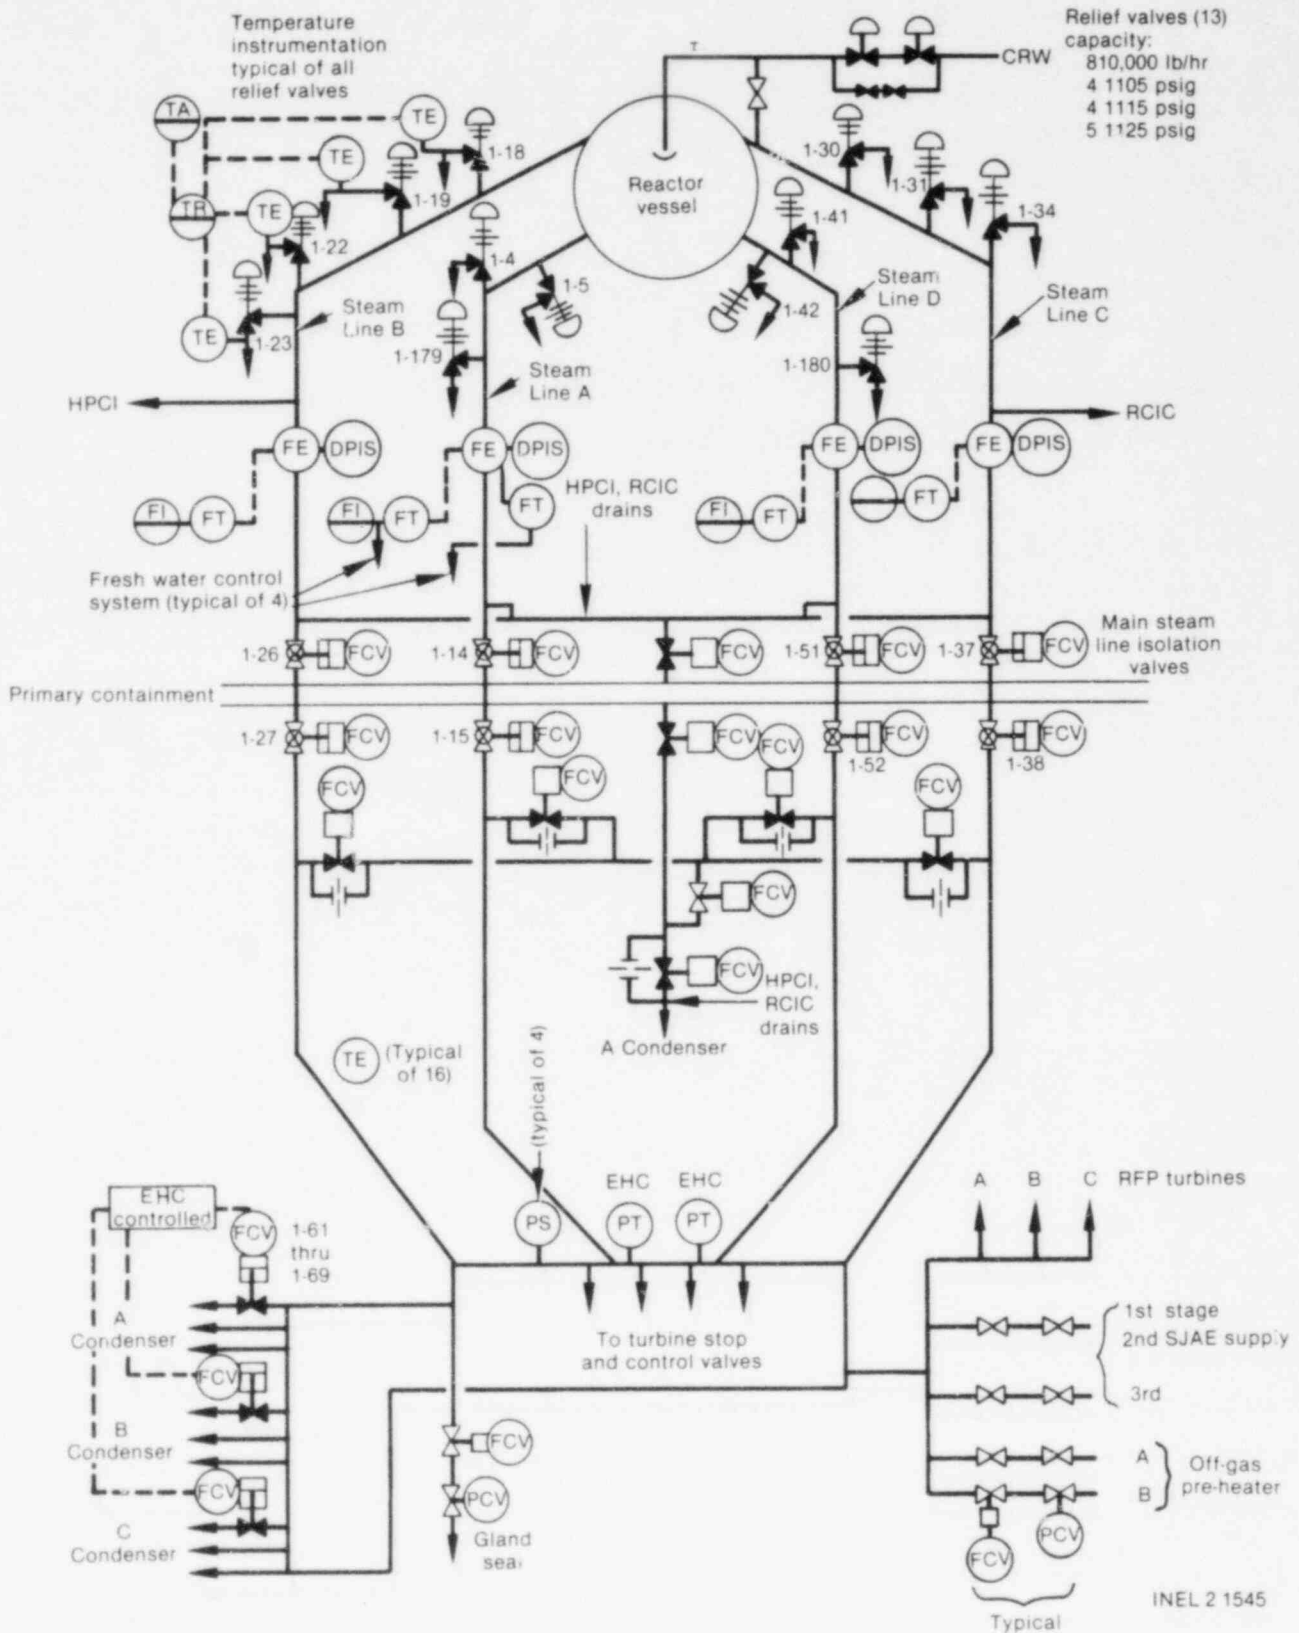 Temperature
instrumentation
typical of all
relief valves
Relief valves (13)
capacity:
810,000 lb/hr
4 1105 psig
4 1115 psig
5 1125 psig
CRW
TA
TE
1-18
TE
1-19
TR
TE
1-22
TE
1-23
1-4
1-5
1-179
Reactor
vessel
1-30
1-31
1-34
1-41
1-42
1-180
Steam
Line B
Steam
Line A
Steam
Line D
Steam
Line C
HPCI
RCIC
FE
DPIS
FE
DPIS
FE
DPIS
FE
DPIS
FI
FT
FI
FT
FT
FI
FT
FT
HPCI, RCIC
drains
Fresh water control
system (typical of 4)
1-26
FCV
1-14
FCV
FCV
1-51
FCV
1-37
FCV
Main steam
line isolation
valves
Primary containment
1-27
FCV
1-15
FCV
FCV
FCV
FCV
1-52
FCV
1-38
FCV
FCV
FCV
FCV
FCV
HPCI,
RCIC
drains
A Condenser
TE
(Typical
of 16)
(typical of 4)
PS
EHC
PT
EHC
PT
EHC
controlled
FCV
1-61
thru
1-69
A
Condenser
FCV
B
Condenser
FCV
C
Condenser
To turbine stop
and control valves
FCV
PCV
Gland
seal
A B C RFP turbines
1st stage
2nd SJAE supply
3rd
A
B
Off-gas
pre-heater
FCV
PCV
Typical
INEL 2 1545